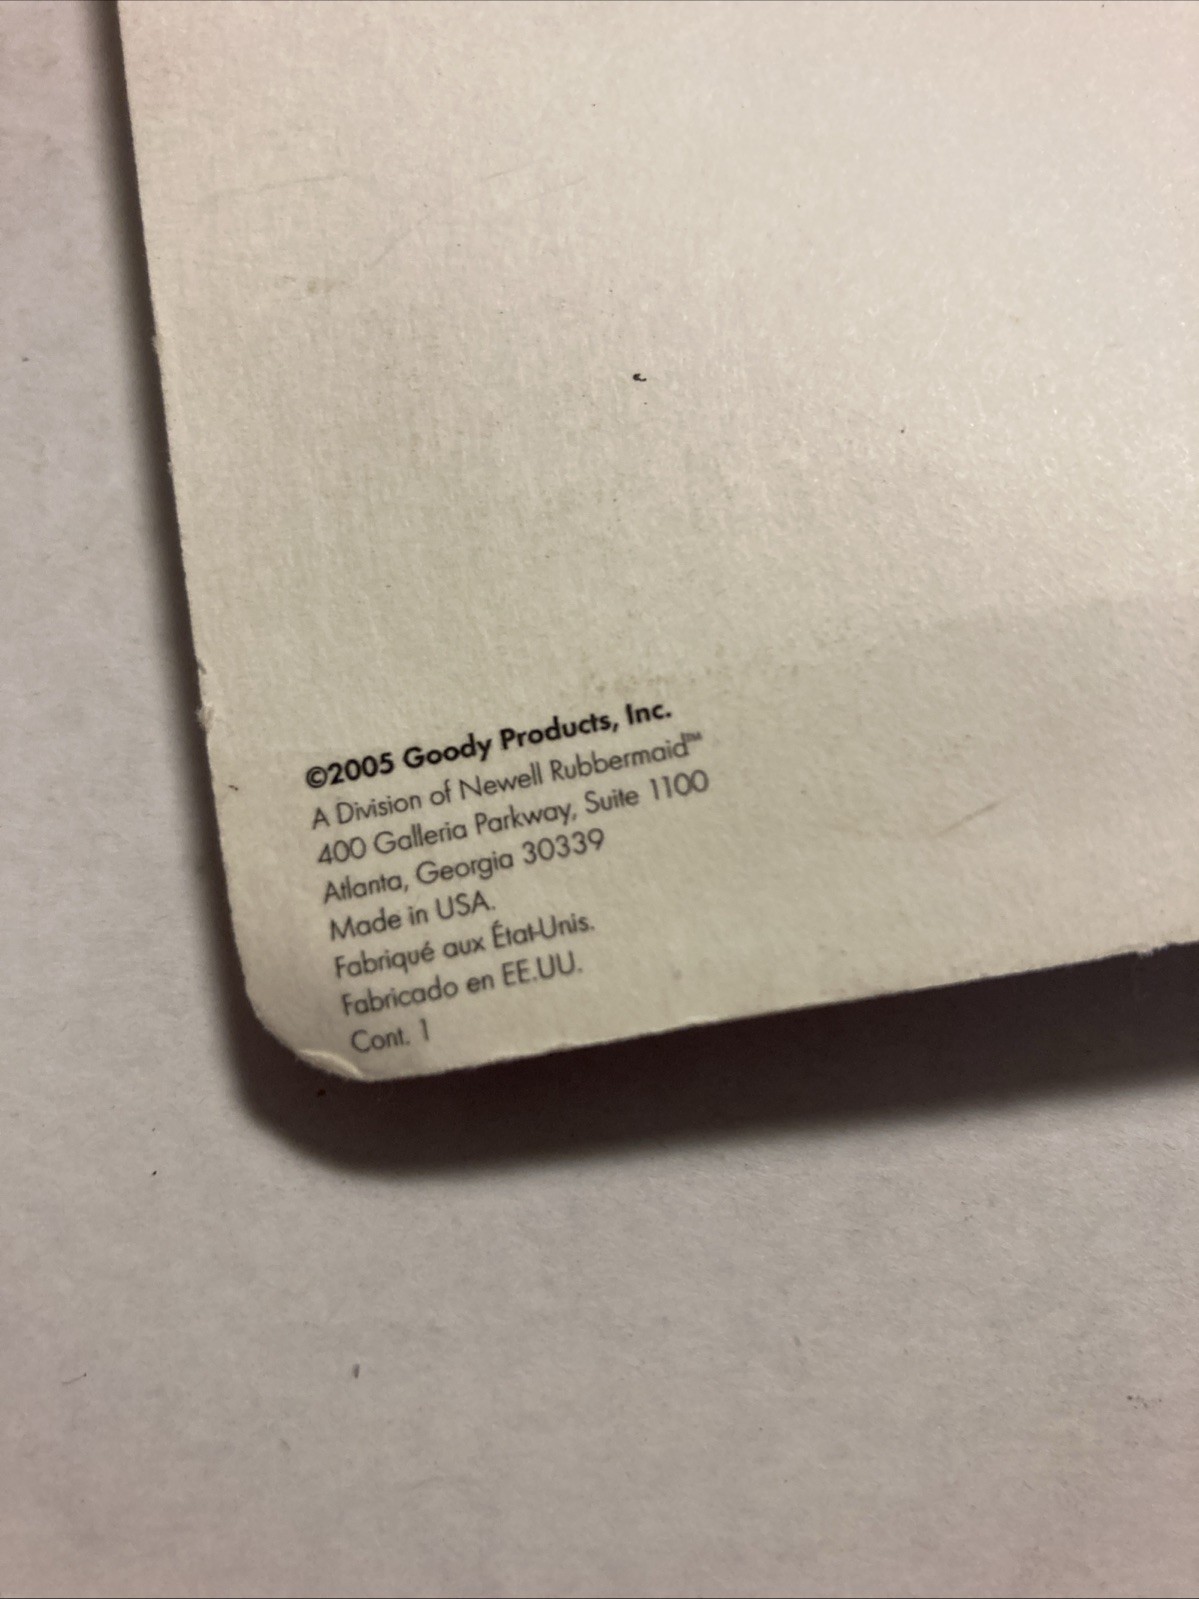 ©2005 Goody Products, Inc.
A Division of Newell Rubbermaid™
400 Galleria Parkway, Suite 1100
Atlanta, Georgia 30339
Made in USA.
Fabriqué aux État-Unis.
Fabricado en EE.UU.
Cont. 1